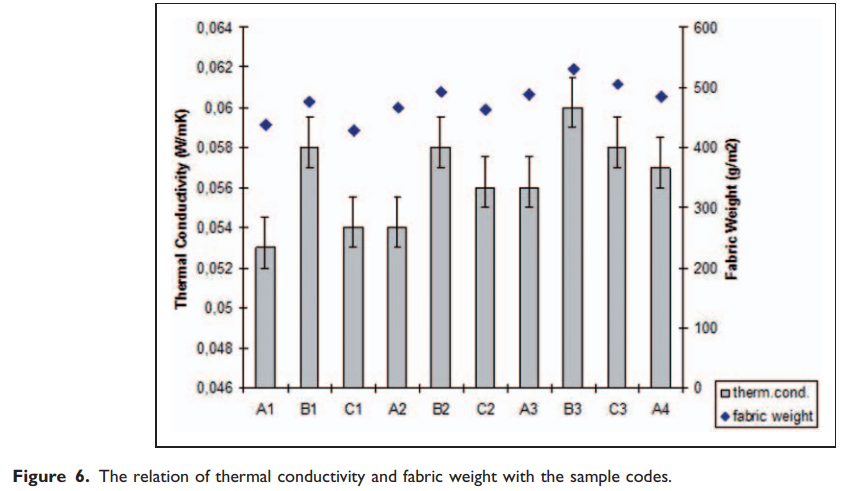 0,064
0,062
0,06
0,058
0,056
0,054
0,052
0,05
0,048
0,046
Thermal Conductivity (W/mK)
600
500
400
300
200
100
0
Fabric Weight (g/m2)
A1 B1 C1 A2 B2 C2 A3 B3 C3 A4
therm.cond.
fabric weight
Figure 6. The relation of thermal conductivity and fabric weight with the sample codes.